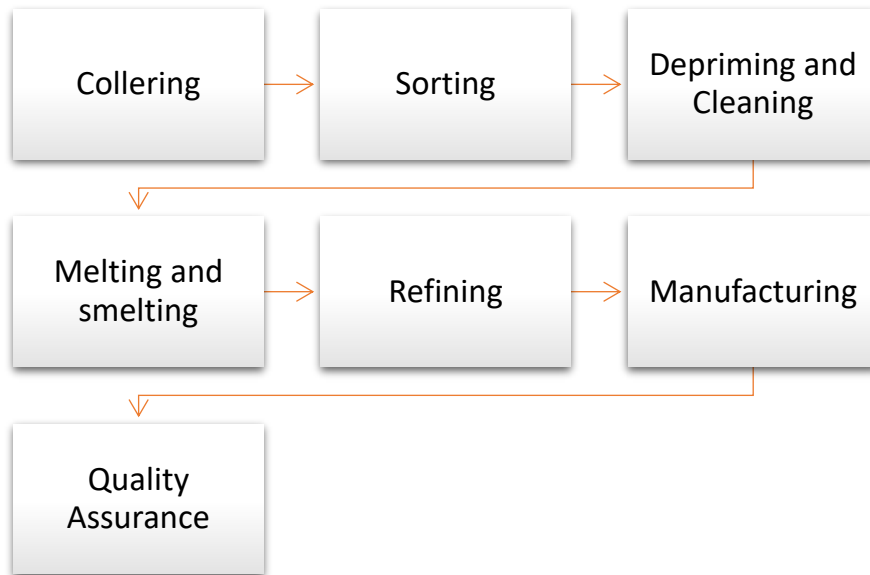 Collering
Sorting
Depriming and
Cleaning
Melting and
smelting
Refining
Manufacturing
Quality
Assurance